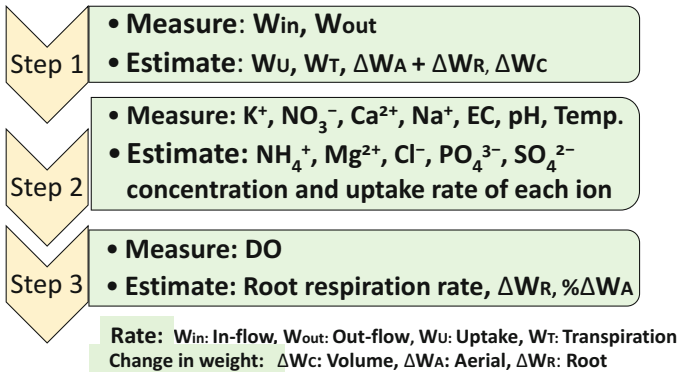 Step 1
• Measure: Win, Wout
• Estimate: WU, WT, ΔWA + ΔWR, ΔWC
Step 2
• Measure: K⁺, NO₃⁻, Ca²⁺, Na⁺, EC, pH, Temp.
• Estimate: NH₄⁺, Mg²⁺, Cl⁻, PO₄³⁻, SO₄²⁻
concentration and uptake rate of each ion
Step 3
• Measure: DO
• Estimate: Root respiration rate, ΔWR, %ΔWA
Rate: Win: In-flow, Wout: Out-flow, WU: Uptake, WT: Transpiration
Change in weight: ΔWC: Volume, ΔWA: Aerial, ΔWR: Root